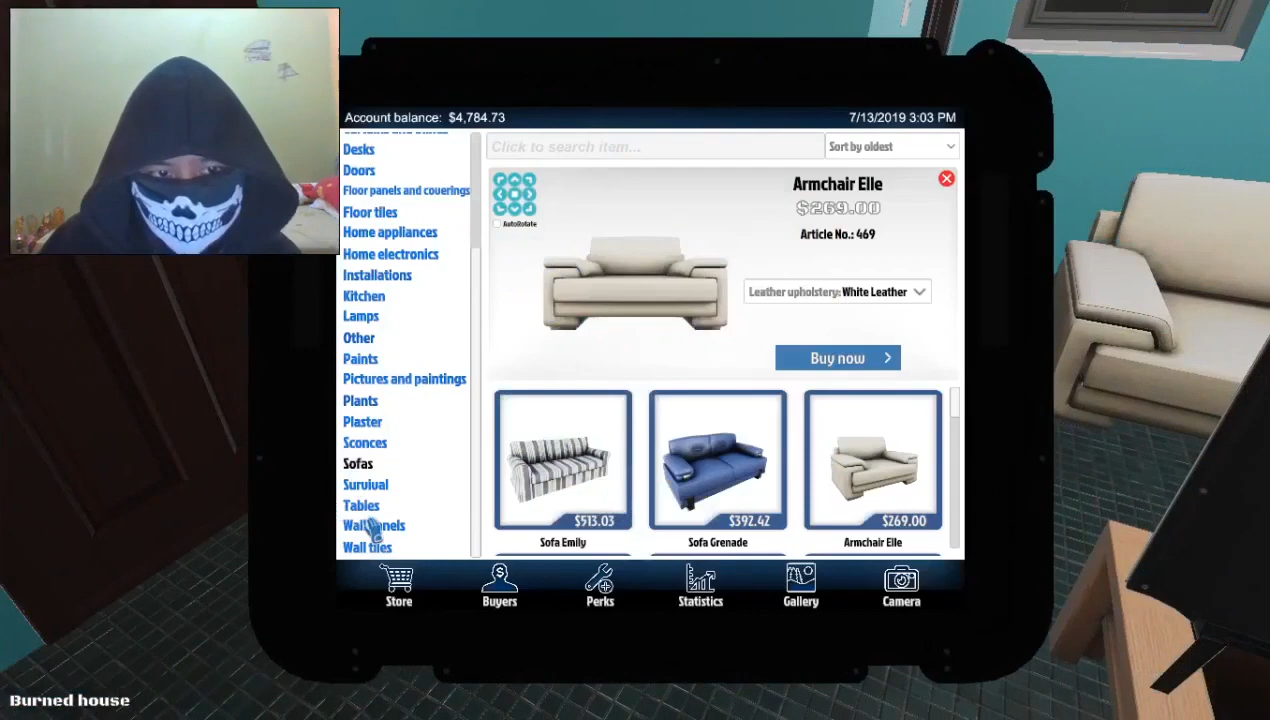 Account balance: $4,784.73
7/13/2019 3:03 PM
Desks
Doors
Floor panels and coverings
Floor tiles
Home appliances
Home electronics
Installations
Kitchen
Lamps
Other
Paints
Pictures and paintings
Plants
Plaster
Sconces
Sofas
Survival
Tables
Wall panels
Wall tiles
Click to search item...
Sort by oldest
AutoRotate
Armchair Elle
$269.00
Article No.: 469
Leather upholstery: White Leather
Buy now
$513.03
$392.42
$269.00
Sofa Emily
Sofa Grenade
Armchair Elle
Store
Buyers
Perks
Statistics
Gallery
Camera
Burned house